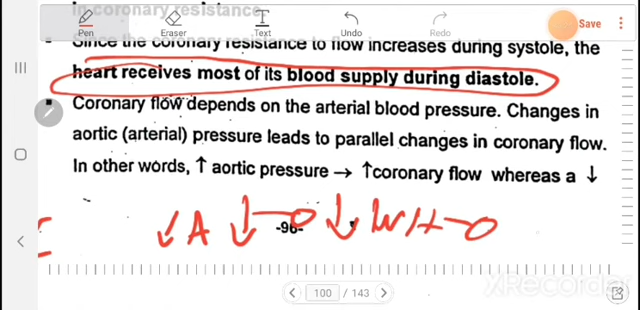 in coronary resistance
Pen
Eraser
Text
Undo
Redo
Save
Since the coronary resistance to flow increases during systole, the
heart receives most of its blood supply during diastole.
Coronary flow depends on the arterial blood pressure. Changes in
aortic (arterial) pressure leads to parallel changes in coronary flow.
In other words, ↑ aortic pressure → ↑coronary flow whereas a ↓
↓ A ↓
-96-
100 / 143
XRecorder